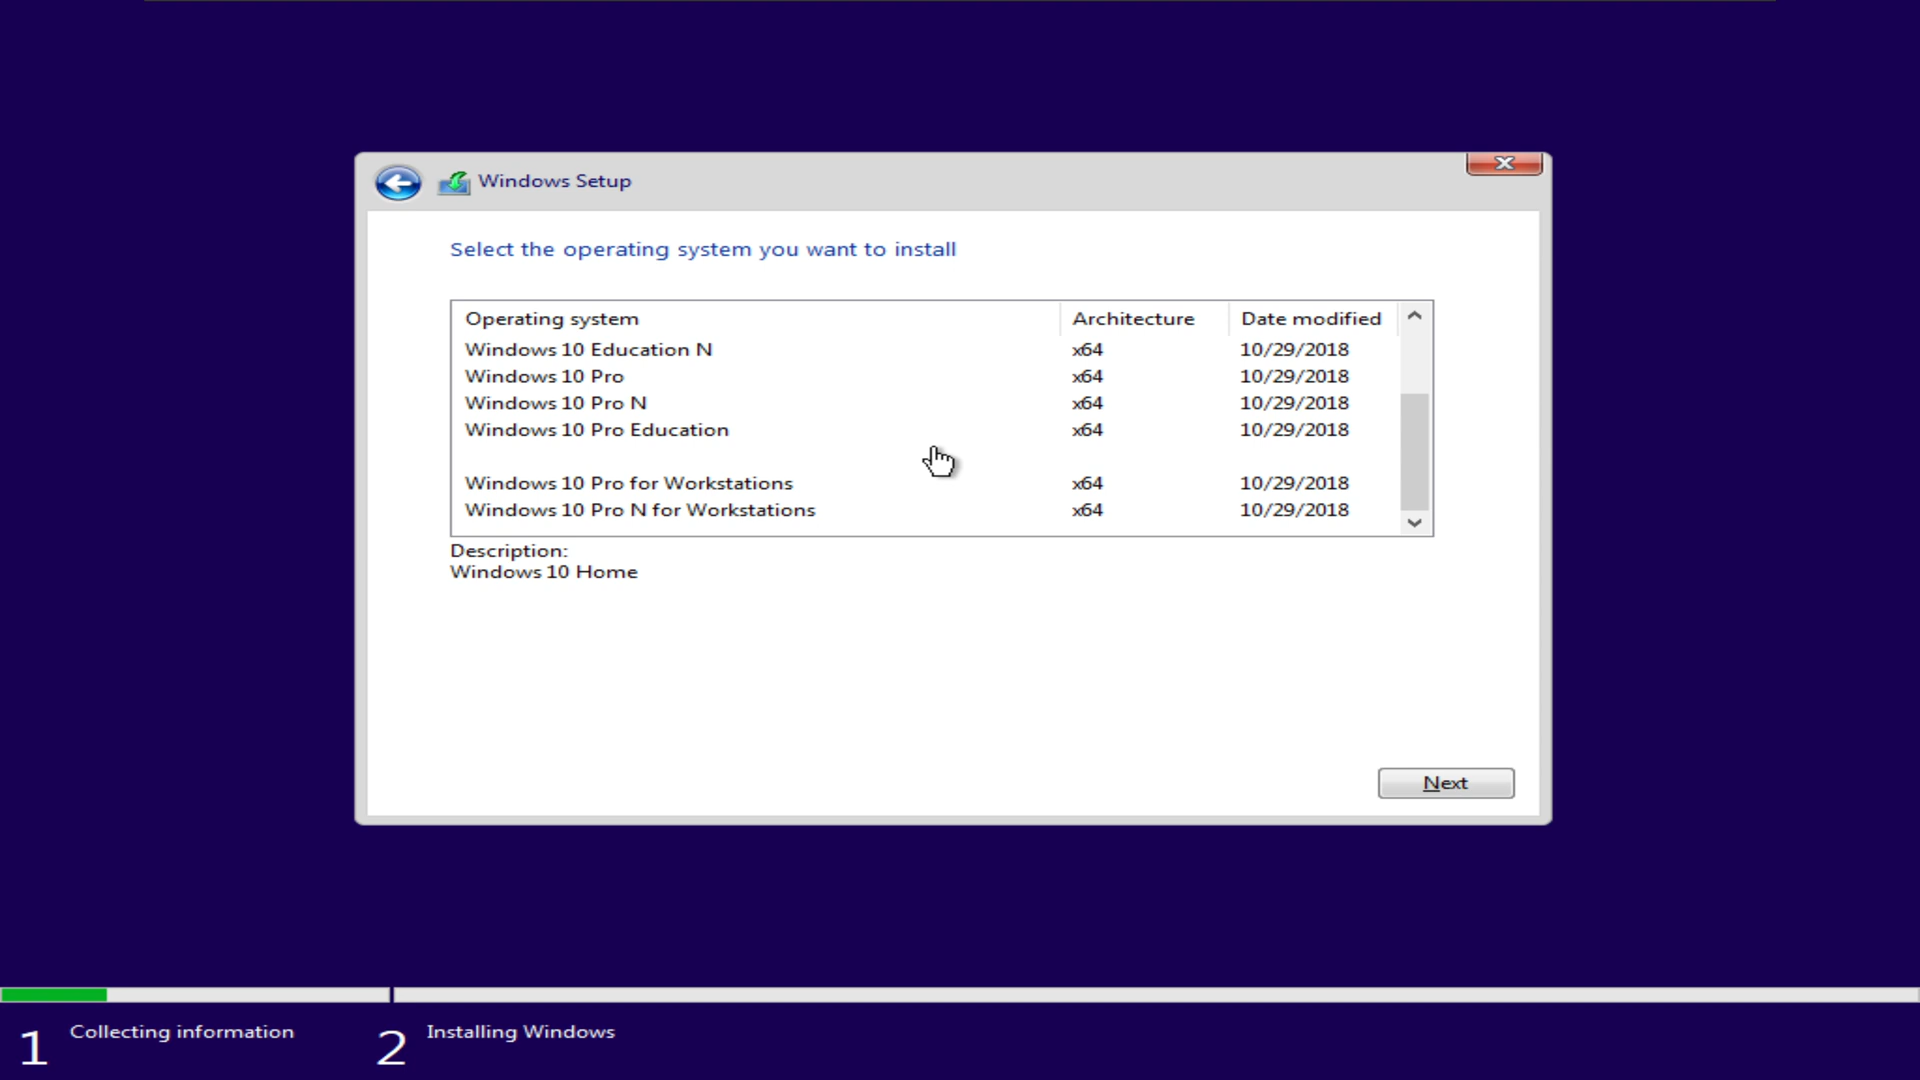 Windows Setup
Select the operating system you want to install
Operating system Architecture Date modified
Windows 10 Education N x64 10/29/2018
Windows 10 Pro x64 10/29/2018
Windows 10 Pro N x64 10/29/2018
Windows 10 Pro Education x64 10/29/2018
Windows 10 Pro for Workstations x64 10/29/2018
Windows 10 Pro N for Workstations x64 10/29/2018
Description:
Windows 10 Home
Next
1 Collecting information 2 Installing Windows